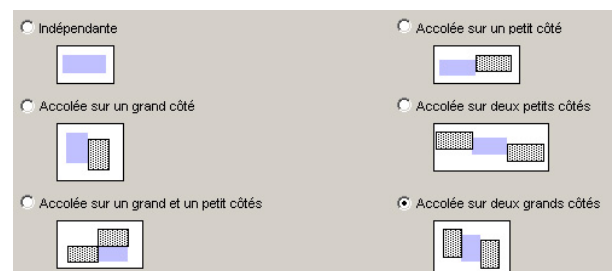 Indépendante
Accolée sur un petit côté
Accolée sur un grand côté
Accolée sur deux petits côtés
Accolée sur un grand et un petit côtés
Accolée sur deux grands côtés